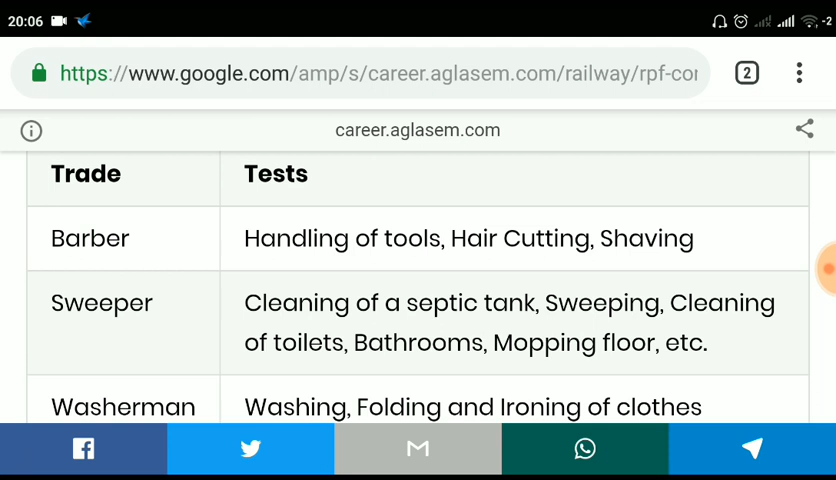 20:06
-2
https://www.google.com/amp/s/career.aglasem.com/railway/rpf-cor
2
career.aglasem.com
Trade Tests
Barber Handling of tools, Hair Cutting, Shaving
Sweeper Cleaning of a septic tank, Sweeping, Cleaning
of toilets, Bathrooms, Mopping floor, etc.
Washerman Washing, Folding and Ironing of clothes